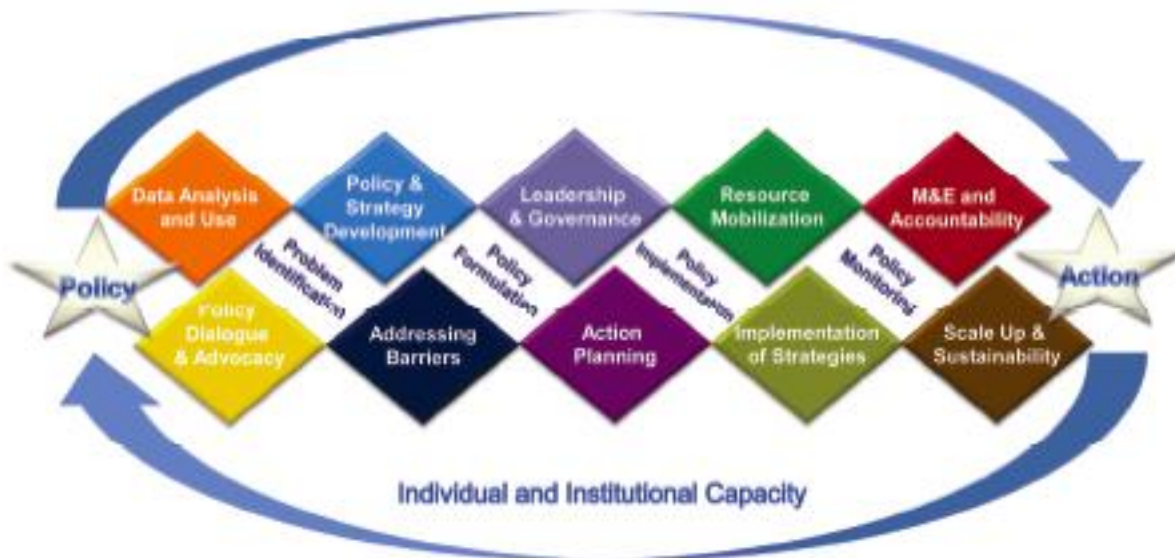 Data Analysis
and Use
Policy &
Strategy
Development
Leadership
& Governance
Resource
Mobilization
M&E and
Accountability
Problem
Identification
Policy
Formulation
Policy
Implementation
Policy
Monitoring
Policy
Action
Policy
Dialogue
& Advocacy
Addressing
Barriers
Action
Planning
Implementation
of Strategies
Scale Up &
Sustainability
Individual and Institutional Capacity